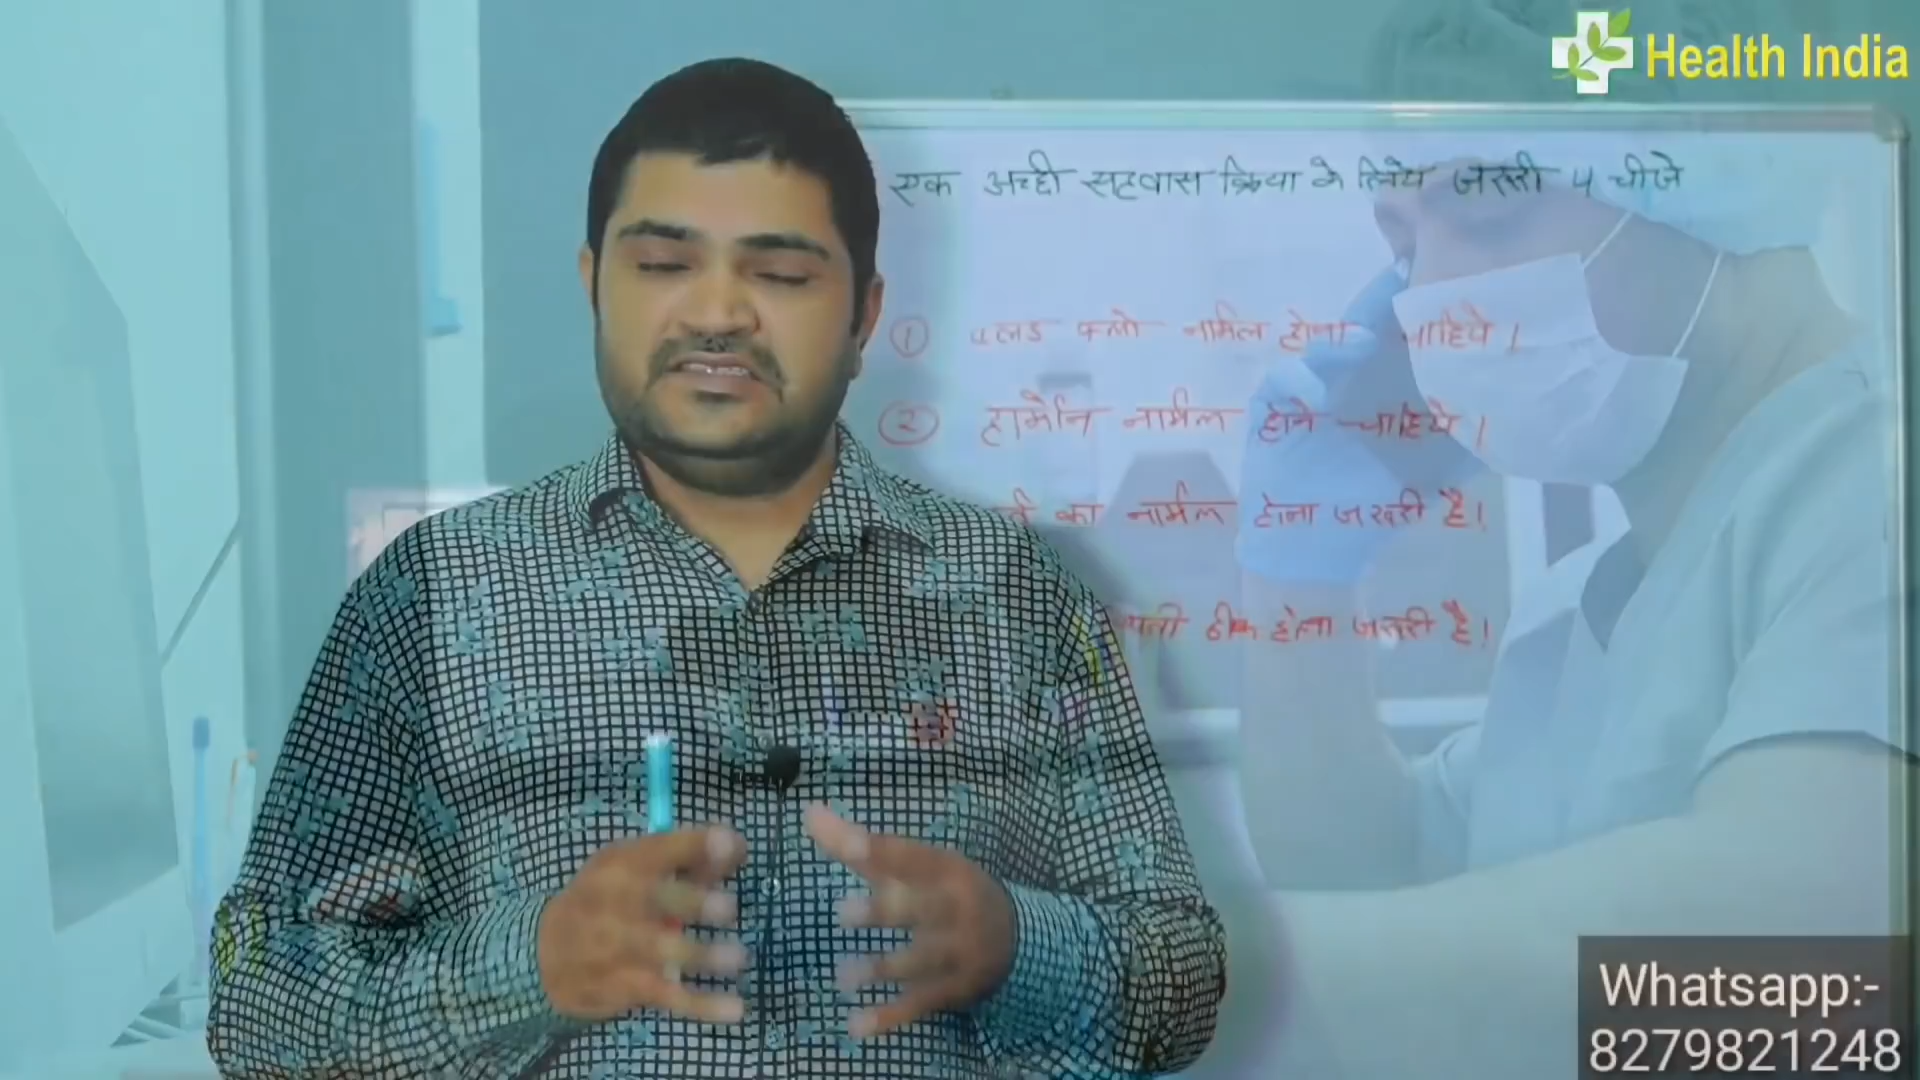 Health India
एक अच्छी सहवास क्रिया के लिये जरूरी 4 चीजे
① ब्लड फ्लो नार्मल होना चाहिये।
② हार्मोन नार्मल होने चाहिये।
का नार्मल होना जरूरी है।
ठीक होना जरूरी है।
Whatsapp:-
8279821248